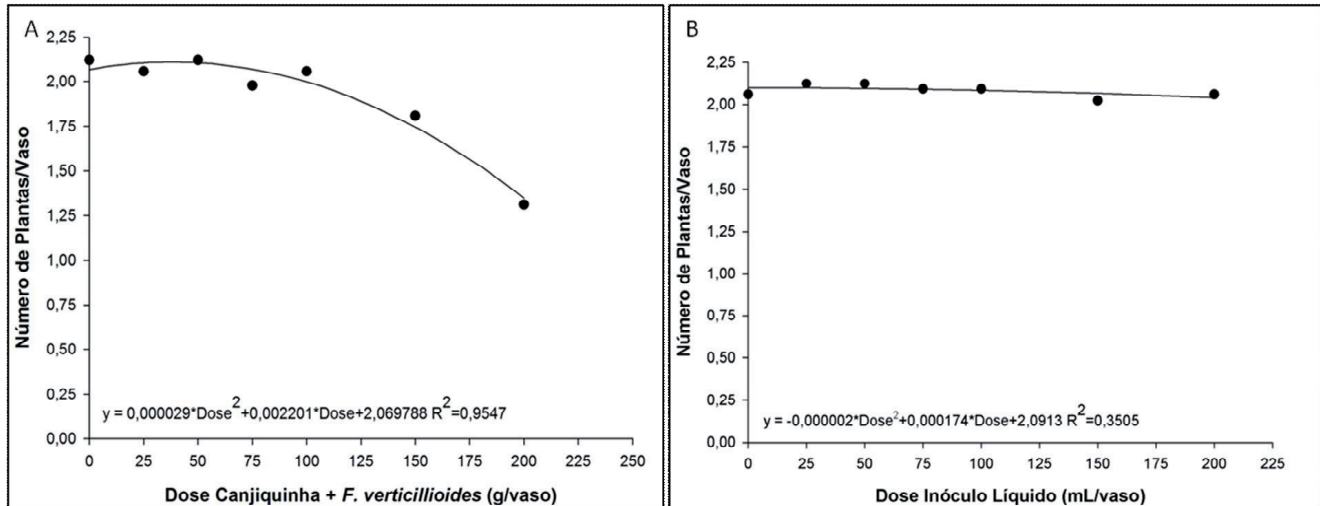 A
Número de Plantas/Vaso
2,25
2,00
1,75
1,50
1,25
1,00
0,75
0,50
0,25
0,00
y = 0,000029*Dose²+0,002201*Dose+2,069788 R²=0,9547
0 25 50 75 100 125 150 175 200 225 250
Dose Canjiquinha + F. verticillioides (g/vaso)
B
Número de Plantas/Vaso
2,25
2,00
1,75
1,50
1,25
1,00
0,75
0,50
0,25
0,00
y = -0,000002*Dose²+0,000174*Dose+2,0913 R²=0,3505
0 25 50 75 100 125 150 175 200 225
Dose Inóculo Líquido (mL/vaso)